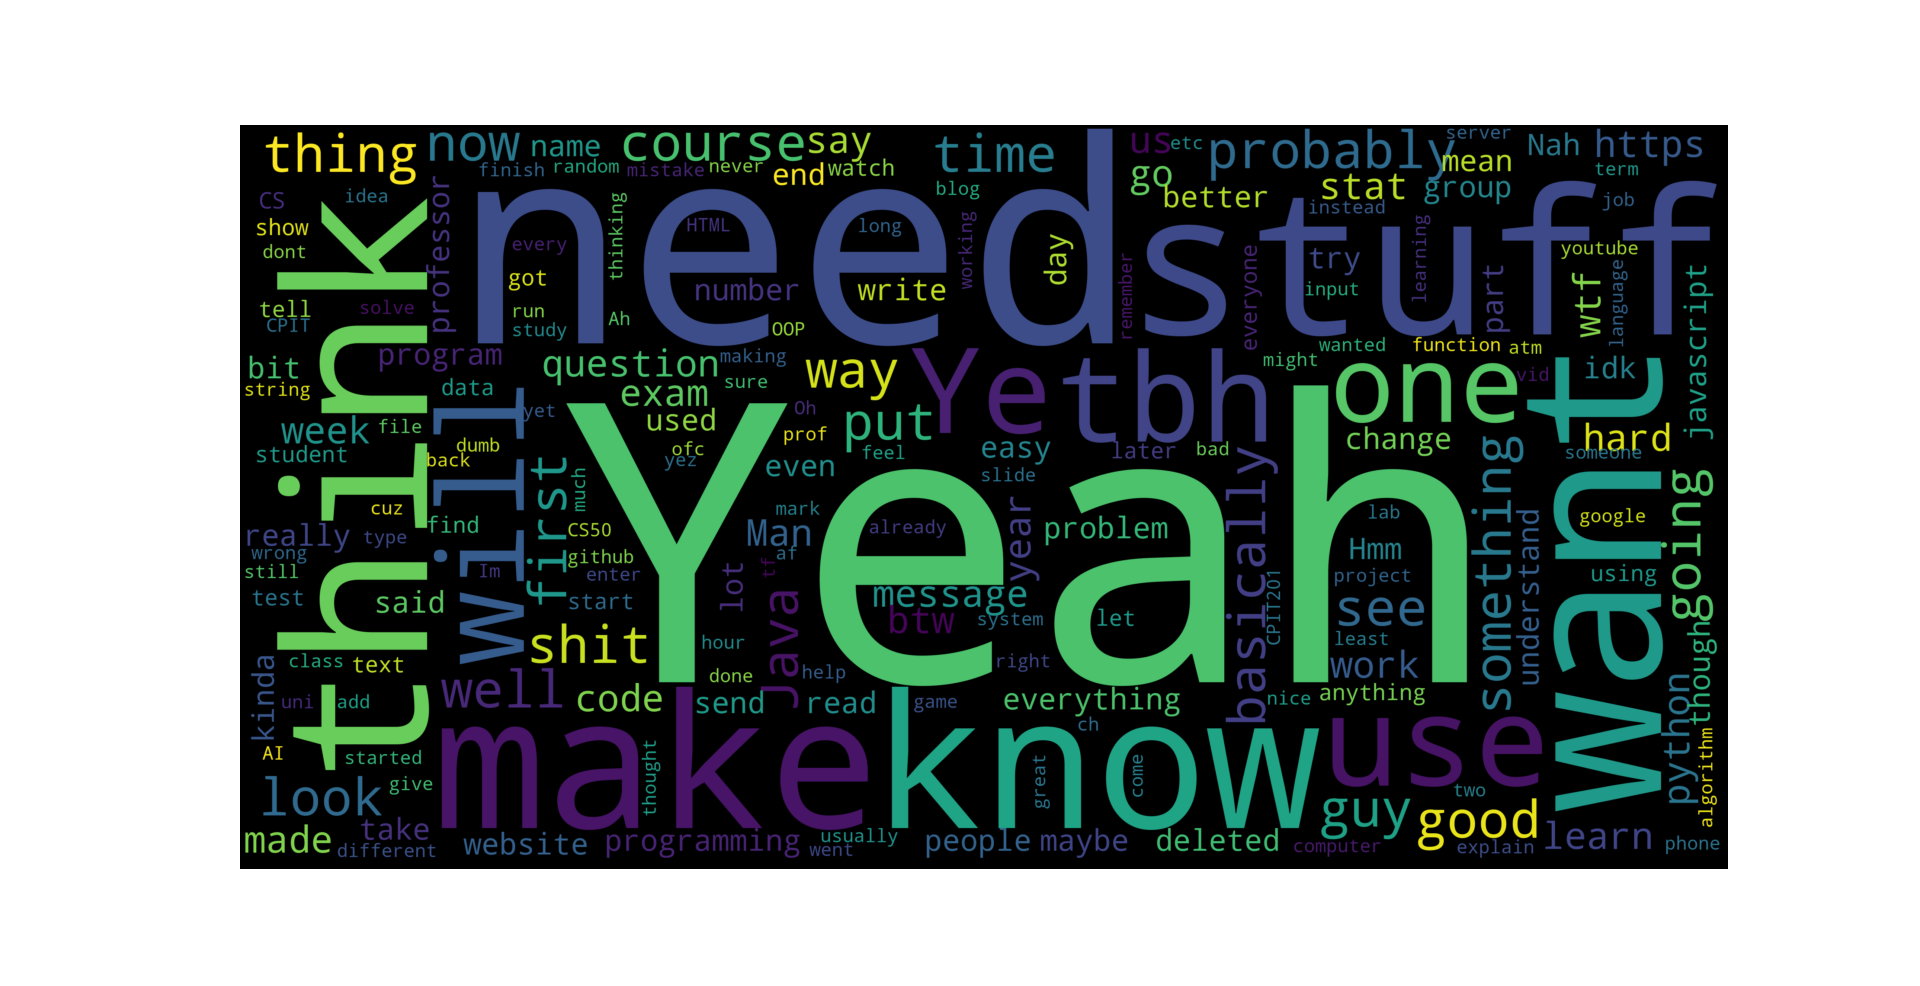 thing now name course say time us etc probably server Nah https
finish random mistake never end watch mean term
CS idea professor blog go better stat group job
show every thinking HTML long working day everyone instead learning youtube
dont need stuff
think got number write remember try input part wtf language javascript
tell solve run
CPIT study Ah OOP
bit program question making way Ye tbh might wanted function atm one vid idk want
string data exam sure
Will yet used Oh put change hard
week file dumb ofc prof feel easy later bad someone
student back yez even slide basically something going
cuz first much mark lab google
really type find CS50 Man already year problem understand
wrong github af Hmm
still Im enter lot tf Yeah project using
test said start Java message CPIT201 see
shit btw system let least though
class text hour right work
kinda well done help everything nice anything
uni add code send read game python
AI make know ch use
started thought great come two algorithm
look give guy good
made take website programming usually people maybe deleted learn phone
different went computer explain